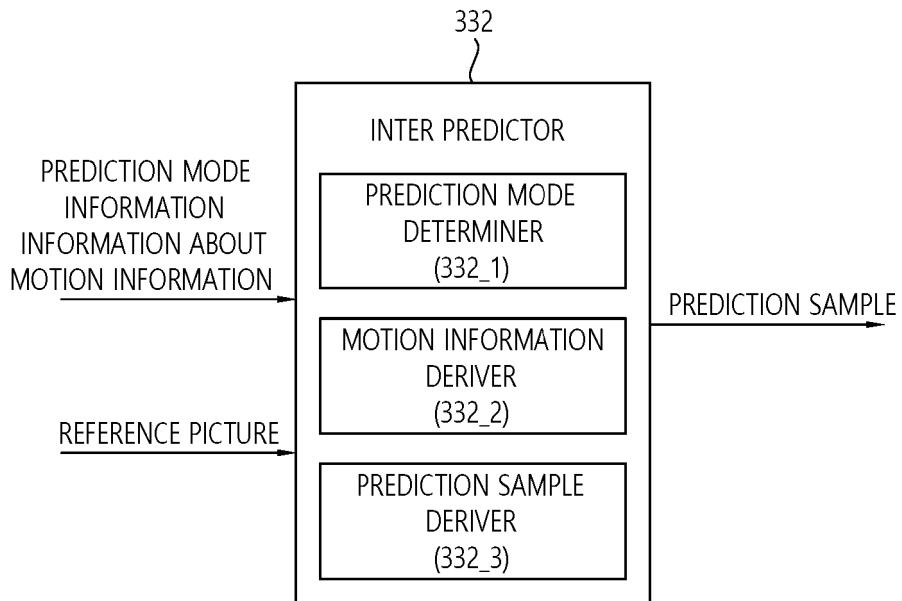 332
INTER PREDICTOR
PREDICTION MODE
INFORMATION
INFORMATION ABOUT
MOTION INFORMATION
REFERENCE PICTURE
PREDICTION MODE
DETERMINER
(332_1)
MOTION INFORMATION
DERIVER
(332_2)
PREDICTION SAMPLE
DERIVER
(332_3)
PREDICTION SAMPLE